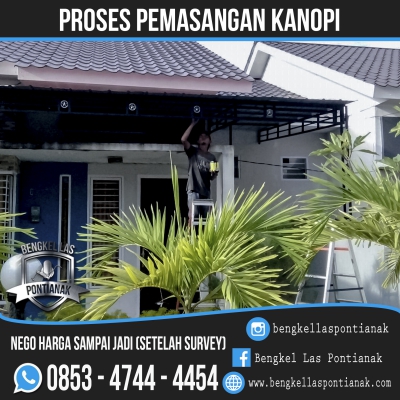 PROSES PEMASANGAN KANOPI
BENGKEL LAS
PONTIANAK
NEGO HARGA SAMPAI JADI (SETELAH SURVEY)
0853 - 4744 - 4454
bengkellaspontianak
Bengkel Las Pontianak
www.bengkellaspontianak.com